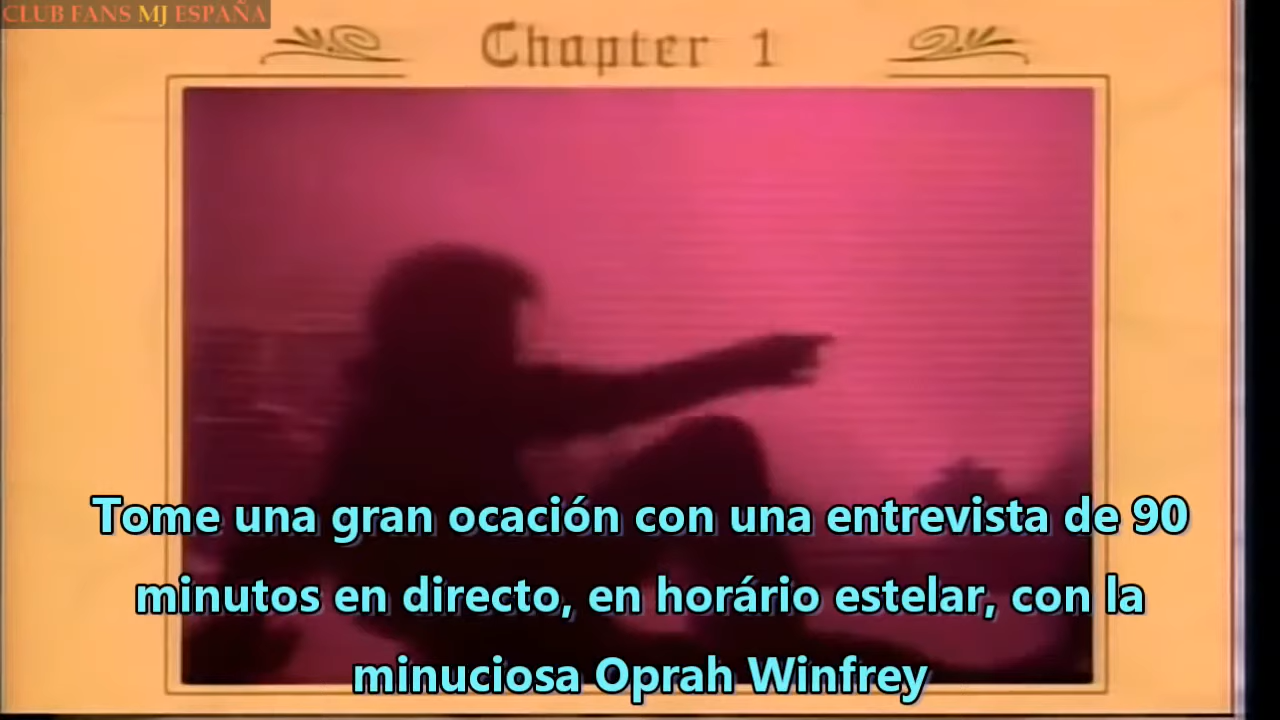 CLUB FANS MJ ESPAÑA
Chapter 1
Tome una gran ocación con una entrevista de 90
minutos en directo, en horário estelar, con la
minuciosa Oprah Winfrey